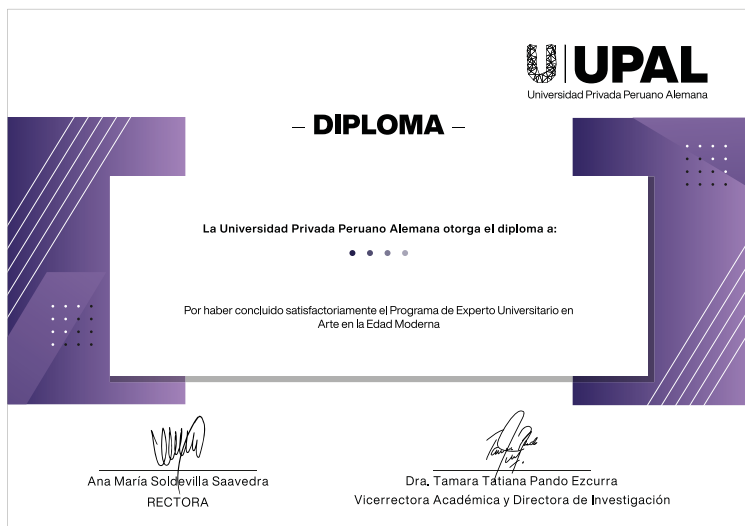 UPAL
Universidad Privada Peruano Alemana
– DIPLOMA –
La Universidad Privada Peruano Alemana otorga el diploma a:
Por haber concluido satisfactoriamente el Programa de Experto Universitario en
Arte en la Edad Moderna
Ana María Soldevilla Saavedra
RECTORA
Dra. Tamara Tatiana Pando Ezcurra
Vicerrectora Académica y Directora de Investigación